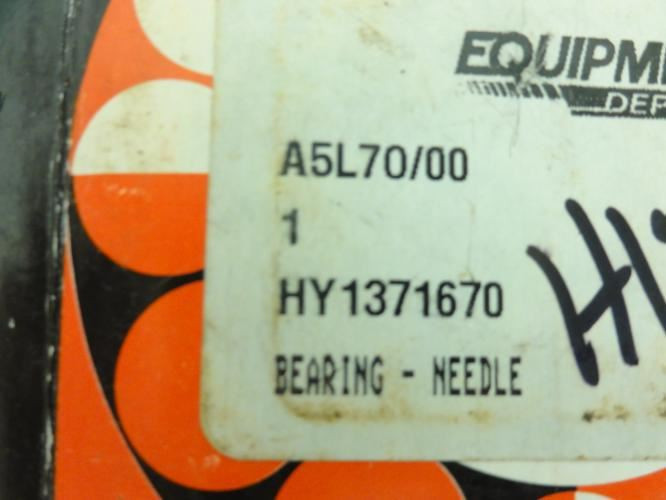 EQUIPM
DEP
A5L70/00
1
HY1371670
BEARING - NEEDLE